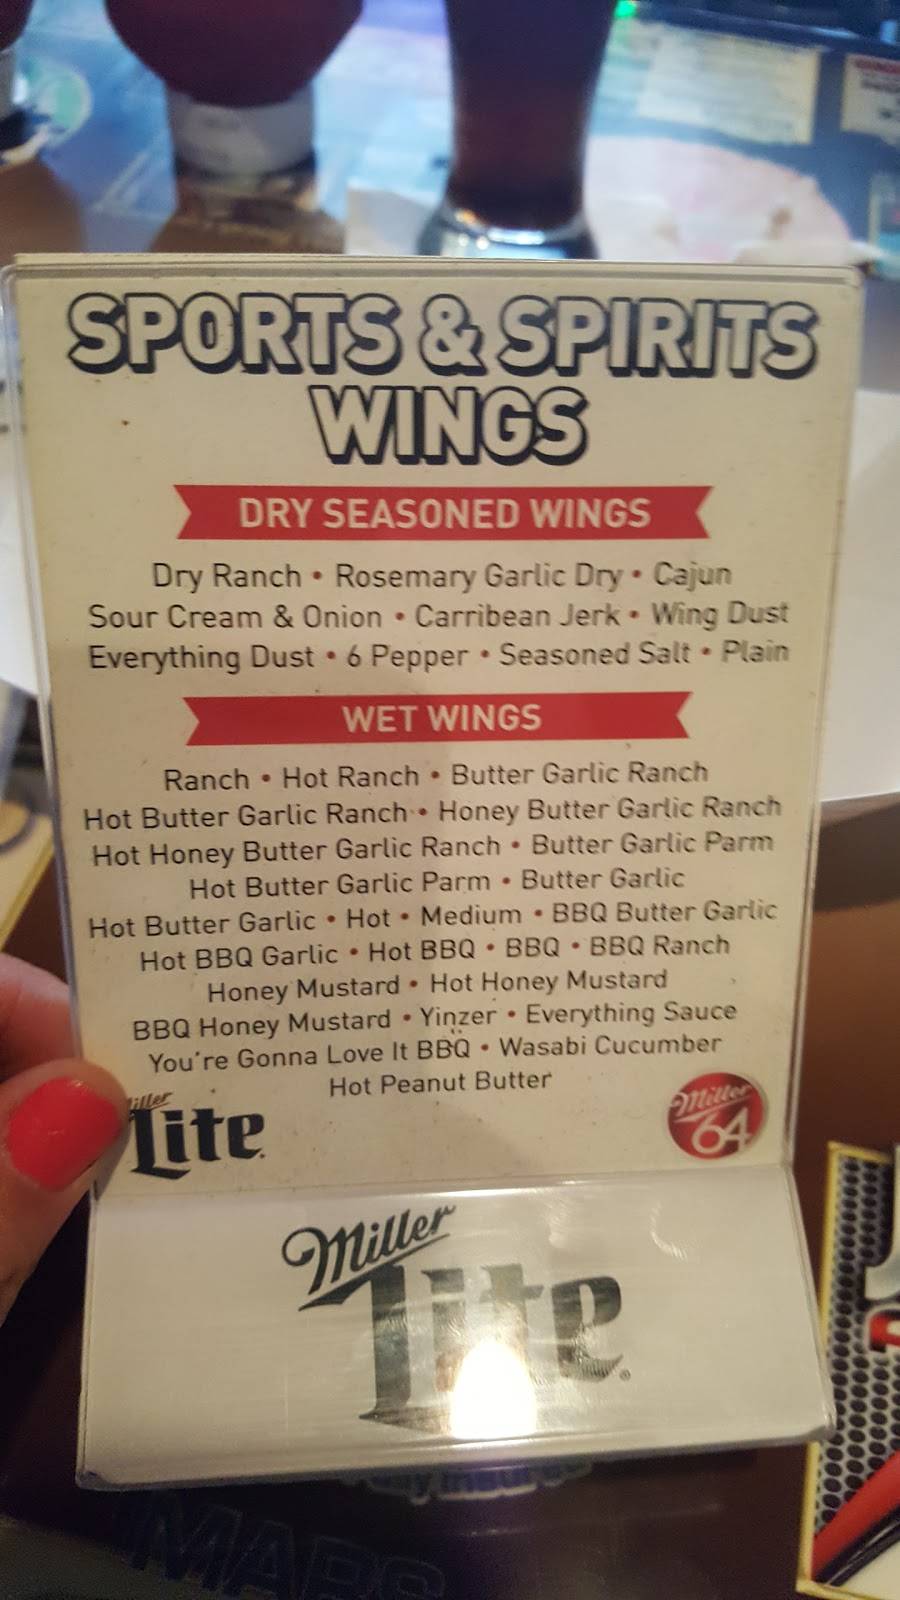 SPORTS & SPIRITS
WINGS
DRY SEASONED WINGS
Dry Ranch • Rosemary Garlic Dry • Cajun
Sour Cream & Onion • Carribean Jerk • Wing Dust
Everything Dust • 6 Pepper • Seasoned Salt • Plain
WET WINGS
Ranch • Hot Ranch • Butter Garlic Ranch
Hot Butter Garlic Ranch • Honey Butter Garlic Ranch
Hot Honey Butter Garlic Ranch • Butter Garlic Parm
Hot Butter Garlic Parm • Butter Garlic
Hot Butter Garlic • Hot • Medium • BBQ Butter Garlic
Hot BBQ Garlic • Hot BBQ • BBQ • BBQ Ranch
Honey Mustard • Hot Honey Mustard
BBQ Honey Mustard • Yinzer • Everything Sauce
You're Gonna Love It BBQ • Wasabi Cucumber
Hot Peanut Butter
Miller
Lite
Miller
64
Miller
Lite
MARS